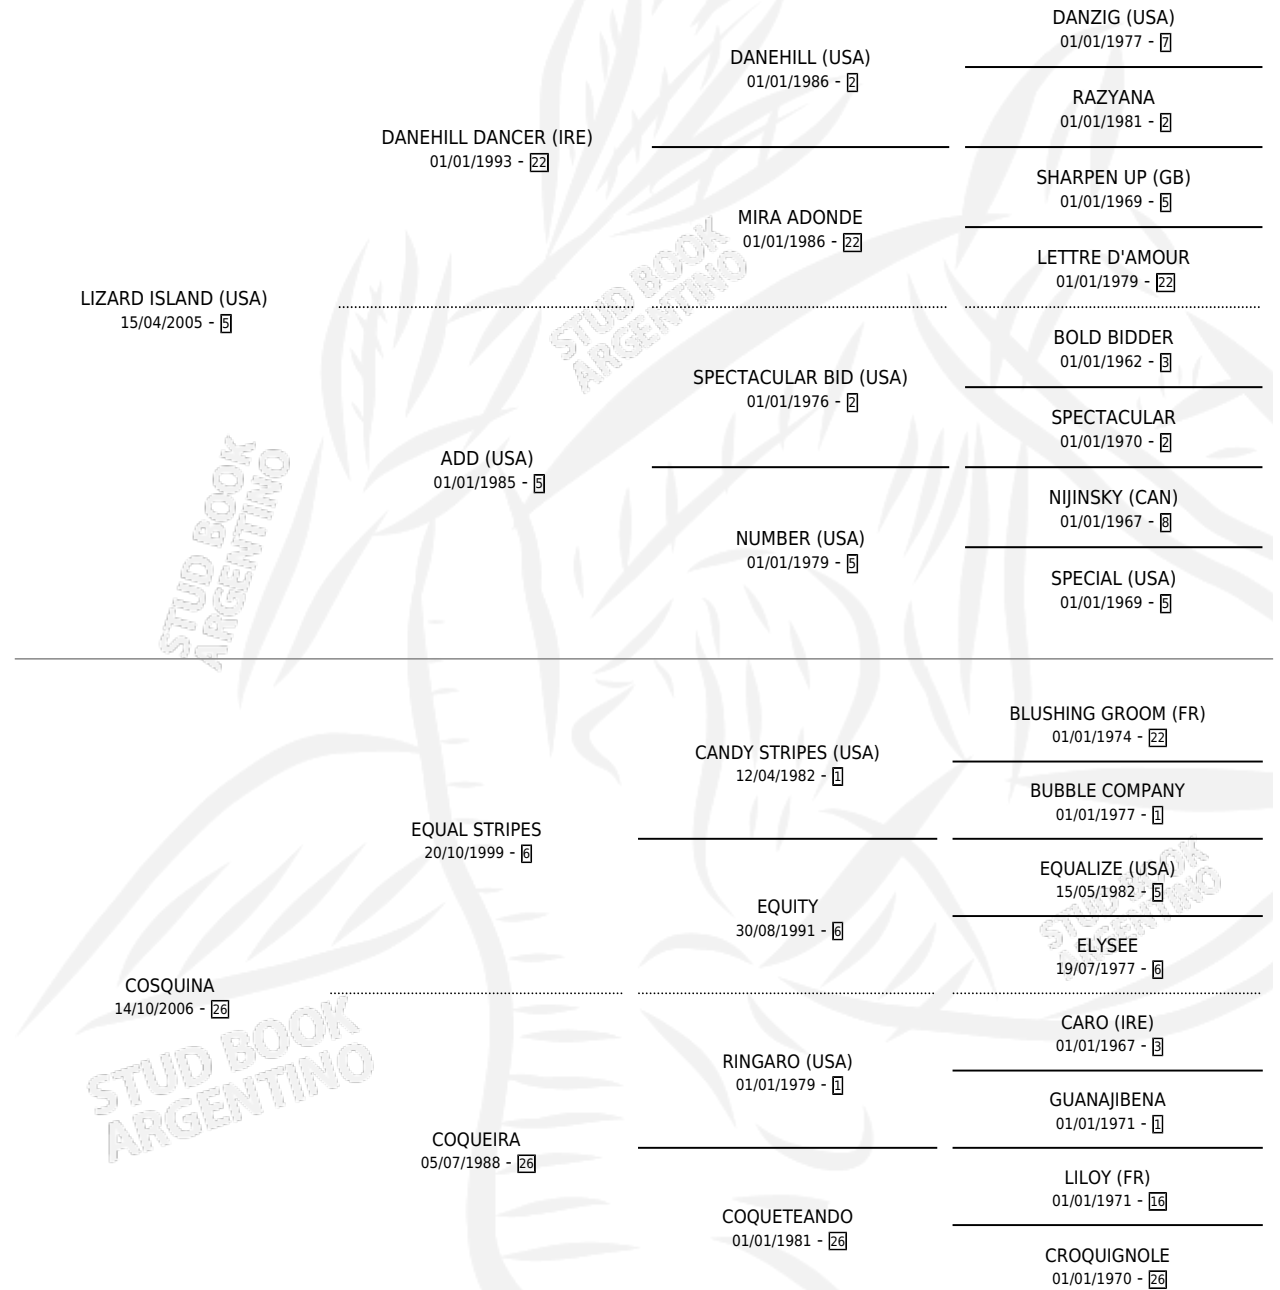 DANZIG (USA)
01/01/1977 - 7
DANEHILL (USA)
01/01/1986 - 2
RAZYANA
01/01/1981 - 2
DANEHILL DANCER (IRE)
01/01/1993 - 22
SHARPEN UP (GB)
01/01/1969 - 5
MIRA ADONDE
01/01/1986 - 22
LETTRE D'AMOUR
01/01/1979 - 22
LIZARD ISLAND (USA)
15/04/2005 - 5
STUD BOOK
ARGENTINO
BOLD BIDDER
01/01/1962 - 3
SPECTACULAR BID (USA)
01/01/1976 - 2
SPECTACULAR
01/01/1970 - 2
ADD (USA)
01/01/1985 - 5
NIJINSKY (CAN)
01/01/1967 - 8
NUMBER (USA)
01/01/1979 - 5
SPECIAL (USA)
01/01/1969 - 5
STUD BOOK
ARGENTINO
BLUSHING GROOM (FR)
01/01/1974 - 22
CANDY STRIPES (USA)
12/04/1982 - 1
BUBBLE COMPANY
01/01/1977 - 1
EQUAL STRIPES
20/10/1999 - 6
EQUALIZE (USA)
15/05/1982 - 5
EQUITY
30/08/1991 - 6
STUD BOOK
ARGENTINO
ELYSEE
19/07/1977 - 6
COSQUINA
14/10/2006 - 26
CARO (IRE)
01/01/1967 - 3
RINGARO (USA)
01/01/1979 - 1
STUD BOOK
ARGENTINO
GUANAJIBENA
01/01/1971 - 1
COQUEIRA
05/07/1988 - 26
LILOY (FR)
01/01/1971 - 16
COQUETEANDO
01/01/1981 - 26
CROQUIGNOLE
01/01/1970 - 26